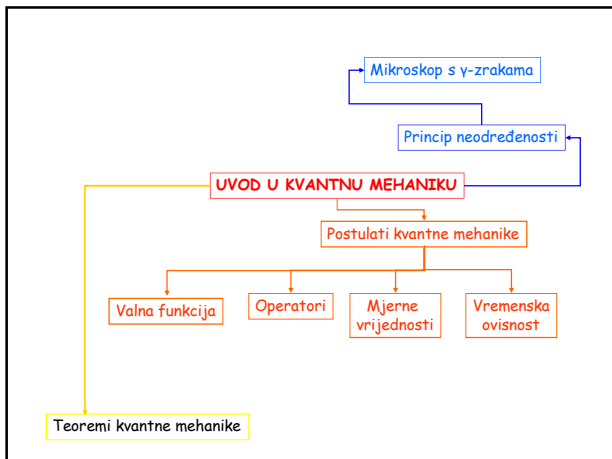 Mikroskop s γ-zrakama
Princip neodređenosti
UVOD U KVANTNU MEHANIKU
Postulati kvantne mehanike
Valna funkcija
Operatori
Mjerne
vrijednosti
Vremenska
ovisnost
Teoremi kvantne mehanike